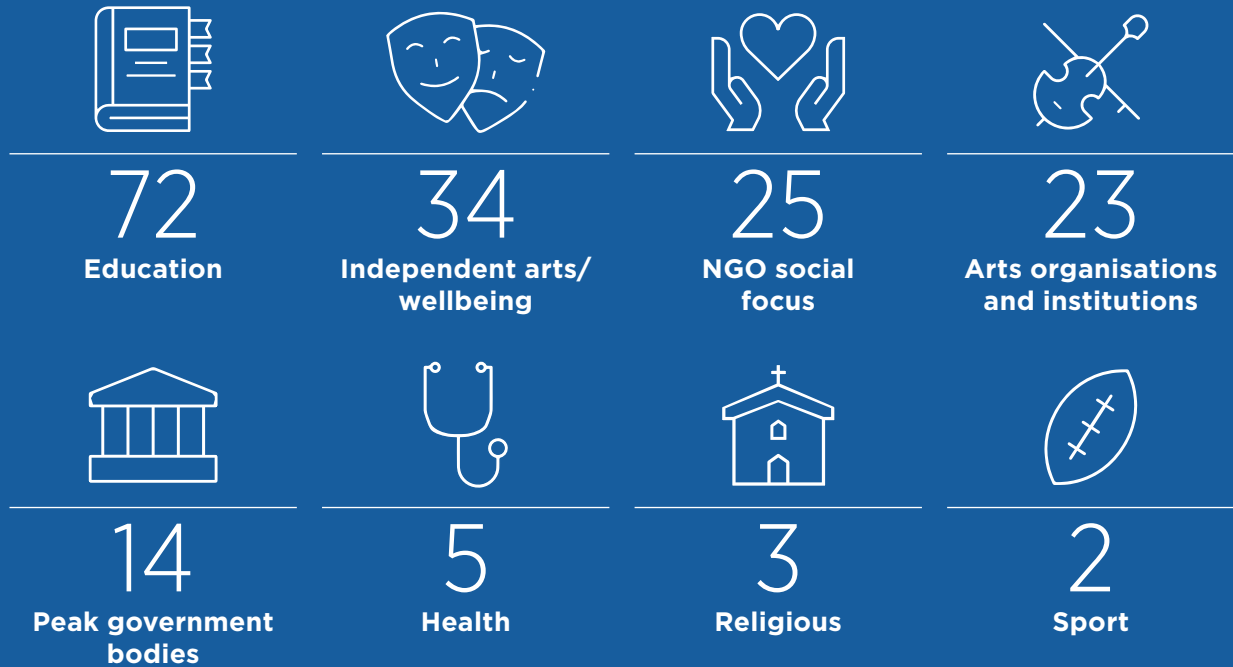 72
Education
34
Independent arts/
wellbeing
25
NGO social
focus
23
Arts organisations
and institutions
14
Peak government
bodies
5
Health
3
Religious
2
Sport